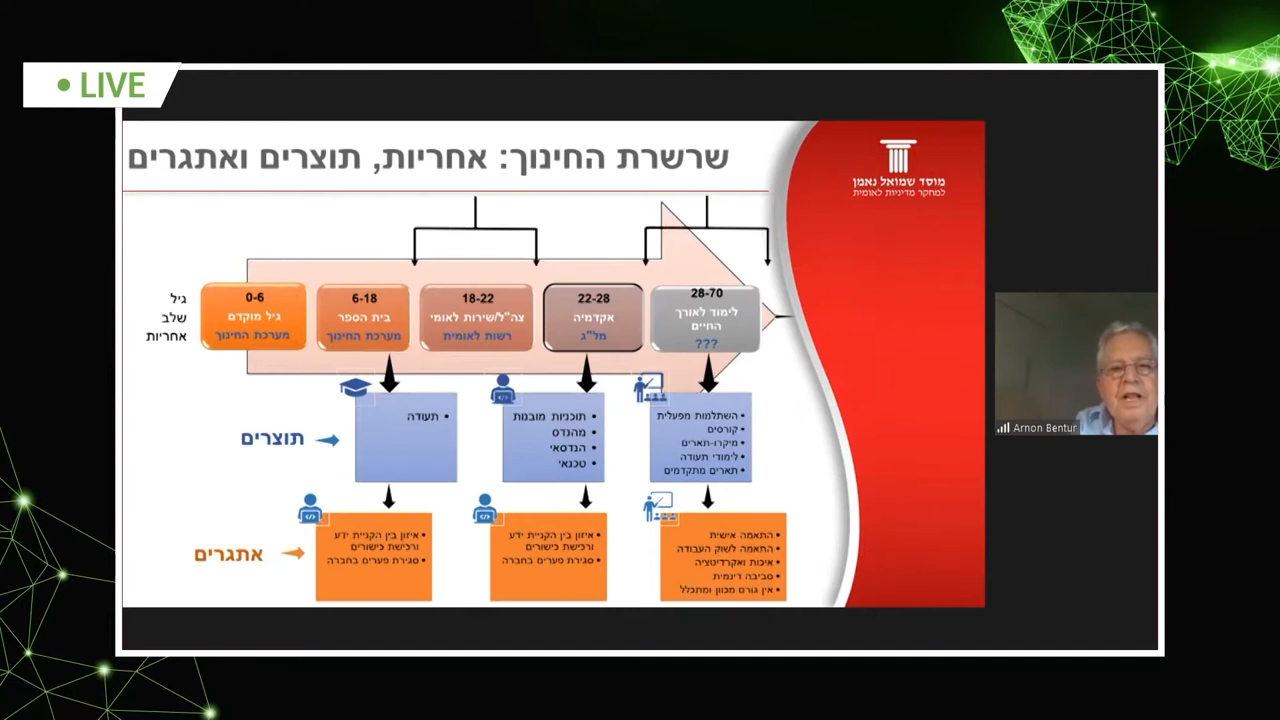 • LIVE
שרשרת החינוך: אחריות, תוצרים ואתגרים
מוסד שמואל נאמן
למחקר מדיניות לאומית
גיל
שלב
אחריות
0-6
גיל מוקדם
מערכת החינוך
6-18
בית הספר
מערכת החינוך
18-22
צה"ל/שירות לאומי
רשות לאומית
22-28
אקדמיה
מל"ג
28-70
לימוד לאורך
החיים
???
תוצרים
• תעודה
• תוכניות מובנות
• מהנדס
• הנדסאי
• טכנאי
• השתלמות מפעלית
• קורסים
• מיקרו-תארים
• לימודי תעודה
• תארים מתקדמים
אתגרים
• איזון בין הקניית ידע
ורכישת כישורים
• סגירת פערים בחברה
• איזון בין הקניית ידע
ורכישת כישורים
• סגירת פערים בחברה
• התאמה אישית
• התאמה לשוק העבודה
• איכות ואקרדיטציה
• סביבה דינמית
• אין גורם מכוון ומתכלל
Arnon Bentur